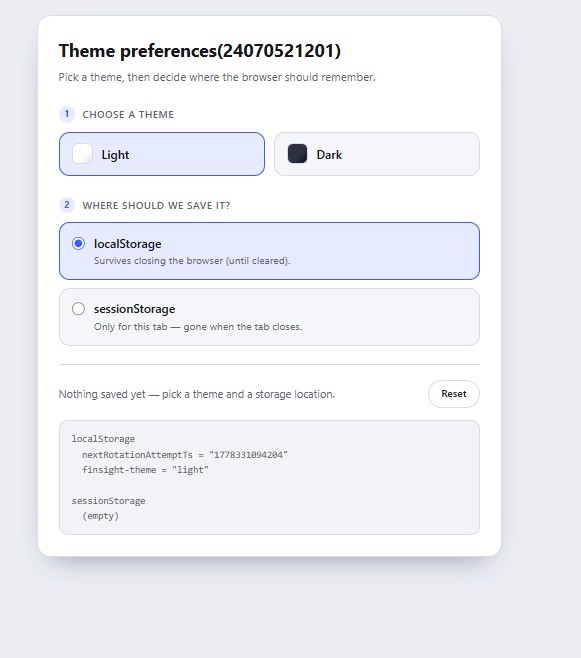 Theme preferences(24070521201)
Pick a theme, then decide where the browser should remember.
1 CHOOSE A THEME
Light
Dark
2 WHERE SHOULD WE SAVE IT?
localStorage
Survives closing the browser (until cleared).
sessionStorage
Only for this tab — gone when the tab closes.
Nothing saved yet — pick a theme and a storage location.
Reset
localStorage
nextRotationAttemptTs = "1778331094204"
finsight-theme = "light"
sessionStorage
(empty)